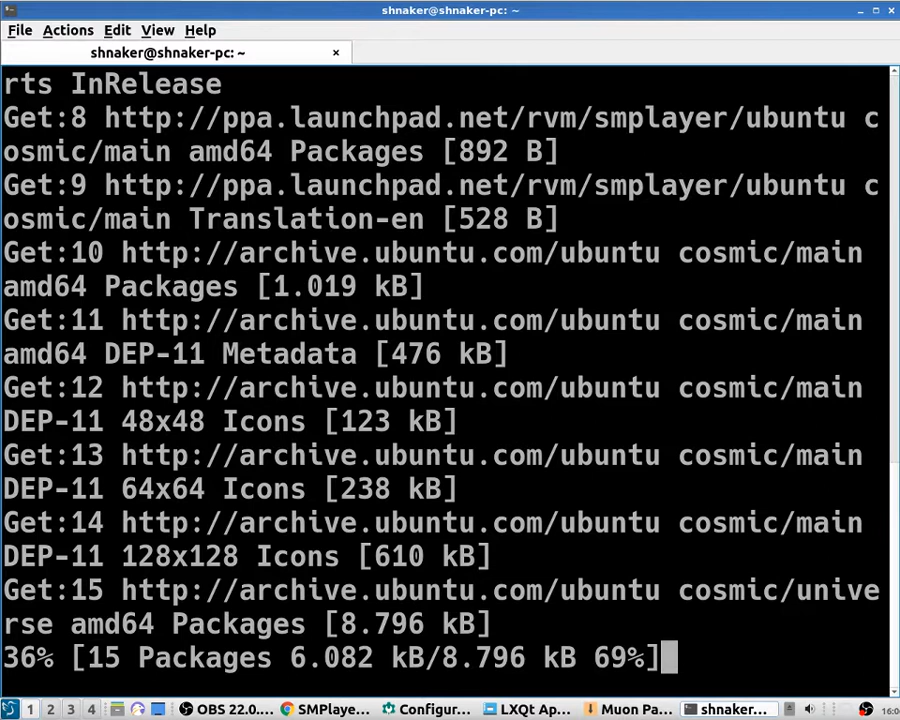 shnaker@shnaker-pc: ~
File Actions Edit View Help
shnaker@shnaker-pc: ~ ×
rts InRelease
Get:8 http://ppa.launchpad.net/rvm/smplayer/ubuntu c
osmic/main amd64 Packages [892 B]
Get:9 http://ppa.launchpad.net/rvm/smplayer/ubuntu c
osmic/main Translation-en [528 B]
Get:10 http://archive.ubuntu.com/ubuntu cosmic/main
amd64 Packages [1.019 kB]
Get:11 http://archive.ubuntu.com/ubuntu cosmic/main
amd64 DEP-11 Metadata [476 kB]
Get:12 http://archive.ubuntu.com/ubuntu cosmic/main
DEP-11 48x48 Icons [123 kB]
Get:13 http://archive.ubuntu.com/ubuntu cosmic/main
DEP-11 64x64 Icons [238 kB]
Get:14 http://archive.ubuntu.com/ubuntu cosmic/main
DEP-11 128x128 Icons [610 kB]
Get:15 http://archive.ubuntu.com/ubuntu cosmic/unive
rse amd64 Packages [8.796 kB]
36% [15 Packages 6.082 kB/8.796 kB 69%]
1 2 3 4 OBS 22.0.... SMPlaye... Configur... LXQt Ap... Muon Pa... shnaker... 16:0